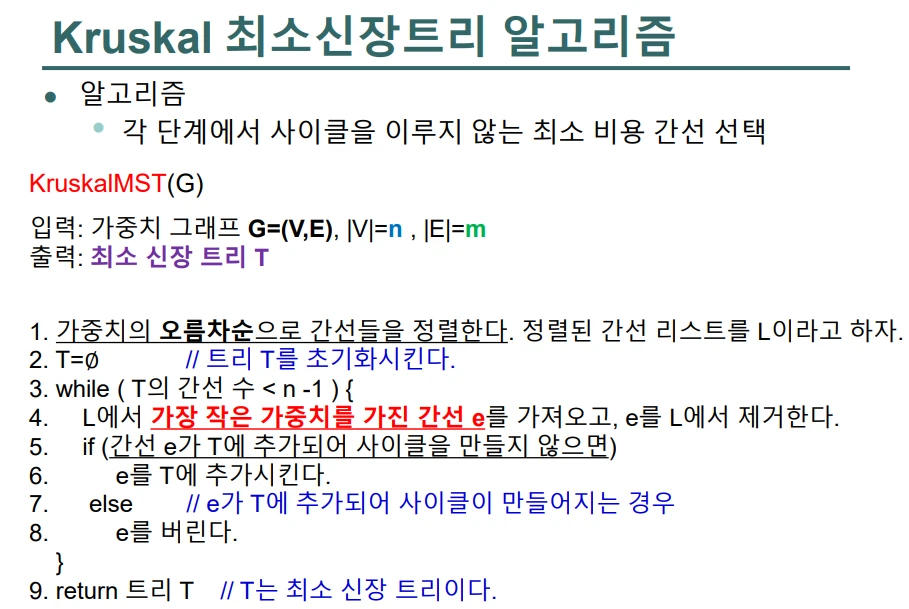 Kruskal 최소신장트리 알고리즘
● 알고리즘
● 각 단계에서 사이클을 이루지 않는 최소 비용 간선 선택
KruskalMST(G)
입력: 가중치 그래프 G=(V,E), |V|=n , |E|=m
출력: 최소 신장 트리 T
1. 가중치의 오름차순으로 간선들을 정렬한다. 정렬된 간선 리스트를 L이라고 하자.
2. T=∅ // 트리 T를 초기화시킨다.
3. while ( T의 간선 수 < n -1 ) {
4. L에서 가장 작은 가중치를 가진 간선 e를 가져오고, e를 L에서 제거한다.
5. if (간선 e가 T에 추가되어 사이클을 만들지 않으면)
6. e를 T에 추가시킨다.
7. else // e가 T에 추가되어 사이클이 만들어지는 경우
8. e를 버린다.
}
9. return 트리 T // T는 최소 신장 트리이다.